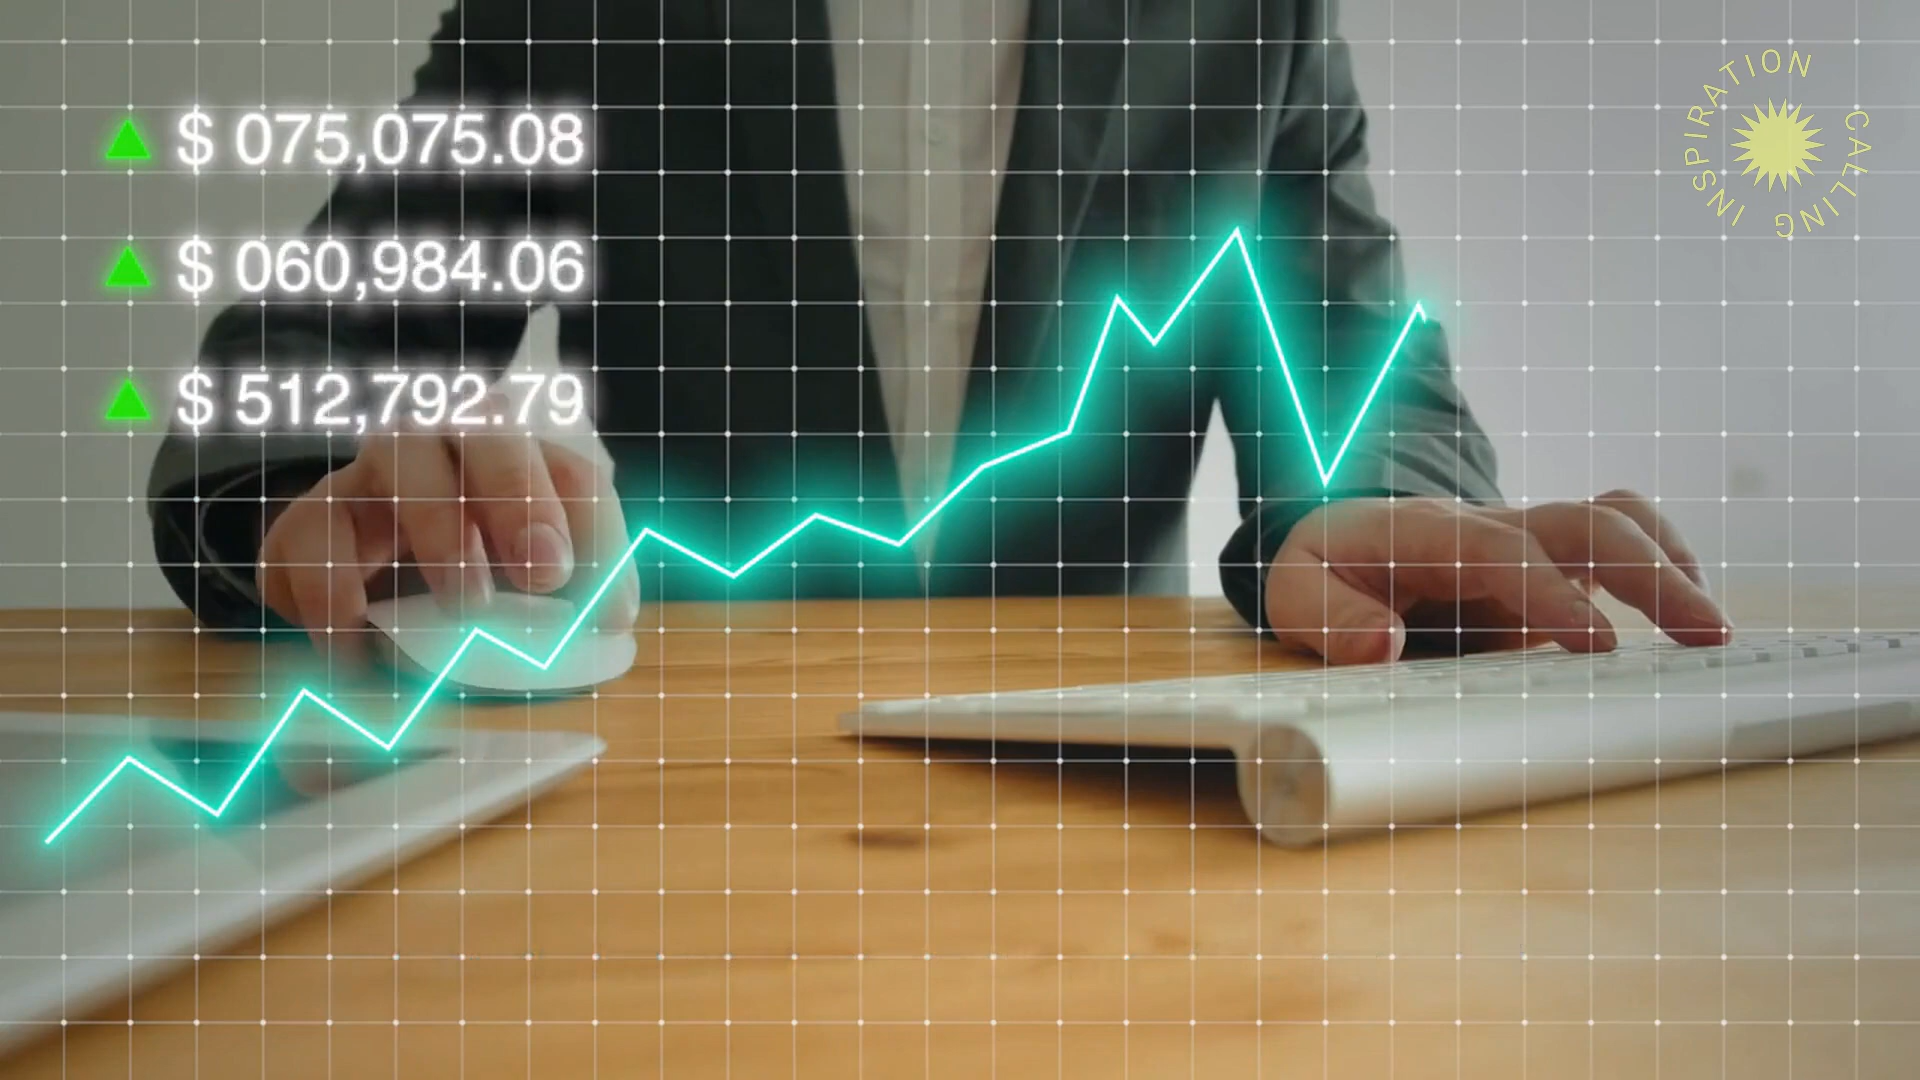 $ 075,075.08
$ 060,984.06
$ 512,792.79
INSPIRATION CALLING